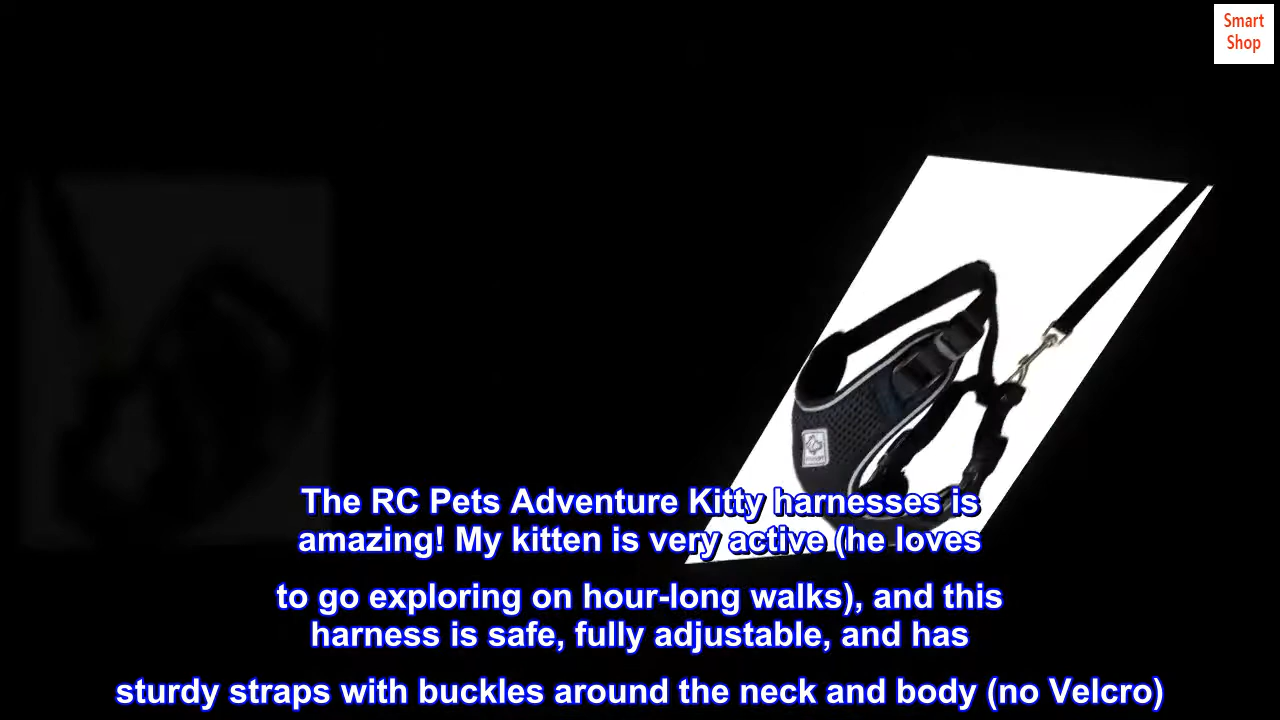 Smart
Shop
The RC Pets Adventure Kitty harnesses is
amazing! My kitten is very active (he loves
to go exploring on hour-long walks), and this
harness is safe, fully adjustable, and has
sturdy straps with buckles around the neck and body (no Velcro)